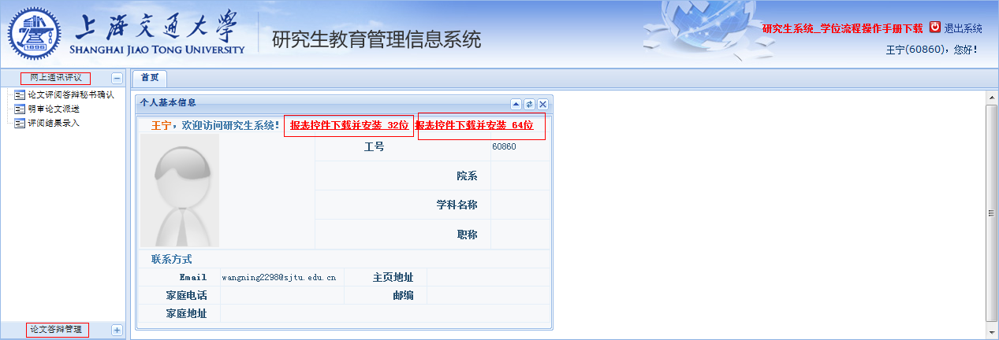 上海交通大学
SHANGHAI JIAO TONG UNIVERSITY
1896
研究生教育管理信息系统
研究生系统_学位流程操作手册下载 退出系统
王宁(60860)，您好！
网上通讯评议
论文评阅答辩秘书确认
明审论文派送
评阅结果录入
论文答辩管理
首页
个人基本信息
王宁，欢迎访问研究生系统！ 报表控件下载并安装_32位 报表控件下载并安装_64位
工号 60860
院系
学科名称
职称
联系方式
Email wangning2298@sjtu.edu.cn 主页地址
家庭电话 邮编
家庭地址